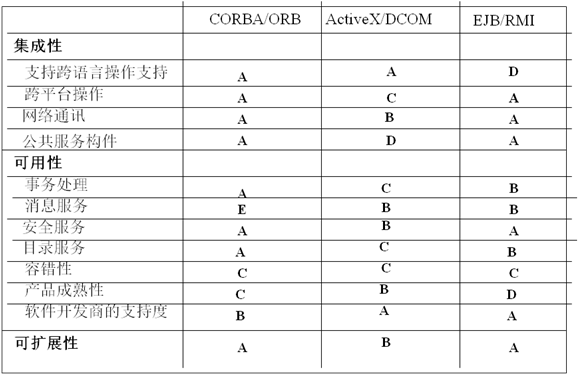 CORBA/ORB ActiveX/DCOM EJB/RMI
集成性
支持跨语言操作支持 A A D
跨平台操作 A C A
网络通讯 A B A
公共服务构件 A D A
可用性
事务处理 A C B
消息服务 E B B
安全服务 A B A
目录服务 A C B
容错性 C C C
产品成熟性 C B D
软件开发商的支持度 B A A
可扩展性 A B A